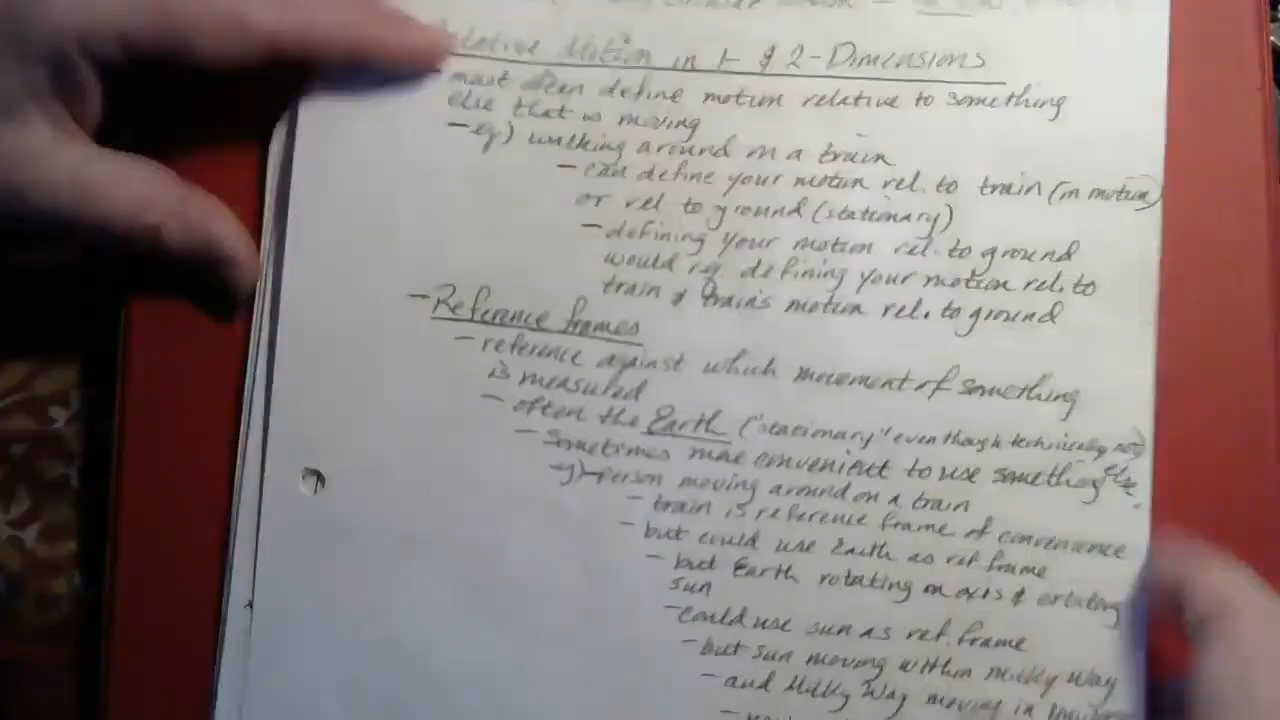 lative Motion in 1- & 2-Dimensions
must often define motion relative to something
else that is moving
- eg) walking around on a train
- can define your motion rel. to train (in motion)
or rel to ground (stationary)
- defining your motion rel. to ground
would rq. defining your motion rel. to
train & train's motion rel. to ground
- Reference frames
- reference against which movement of something
is measured
- often the Earth ("stationary" even though technically not)
- Sometimes more convenient to use something else.
eg) - person moving around on a train
- train is reference frame of convenience
- but could use Earth as ref frame
- but Earth rotating on axis & orbiting
sun
- could use sun as ref. frame
- but sun moving within Milky Way
- and Milky Way moving in